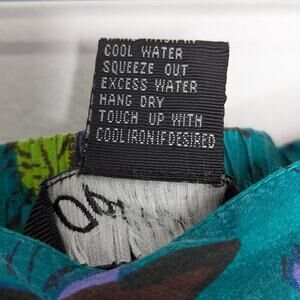 COOL WATER
SQUEEZE OUT
EXCESS WATER
HANG DRY
TOUCH UP WITH
COOLIRONIFDESIRED